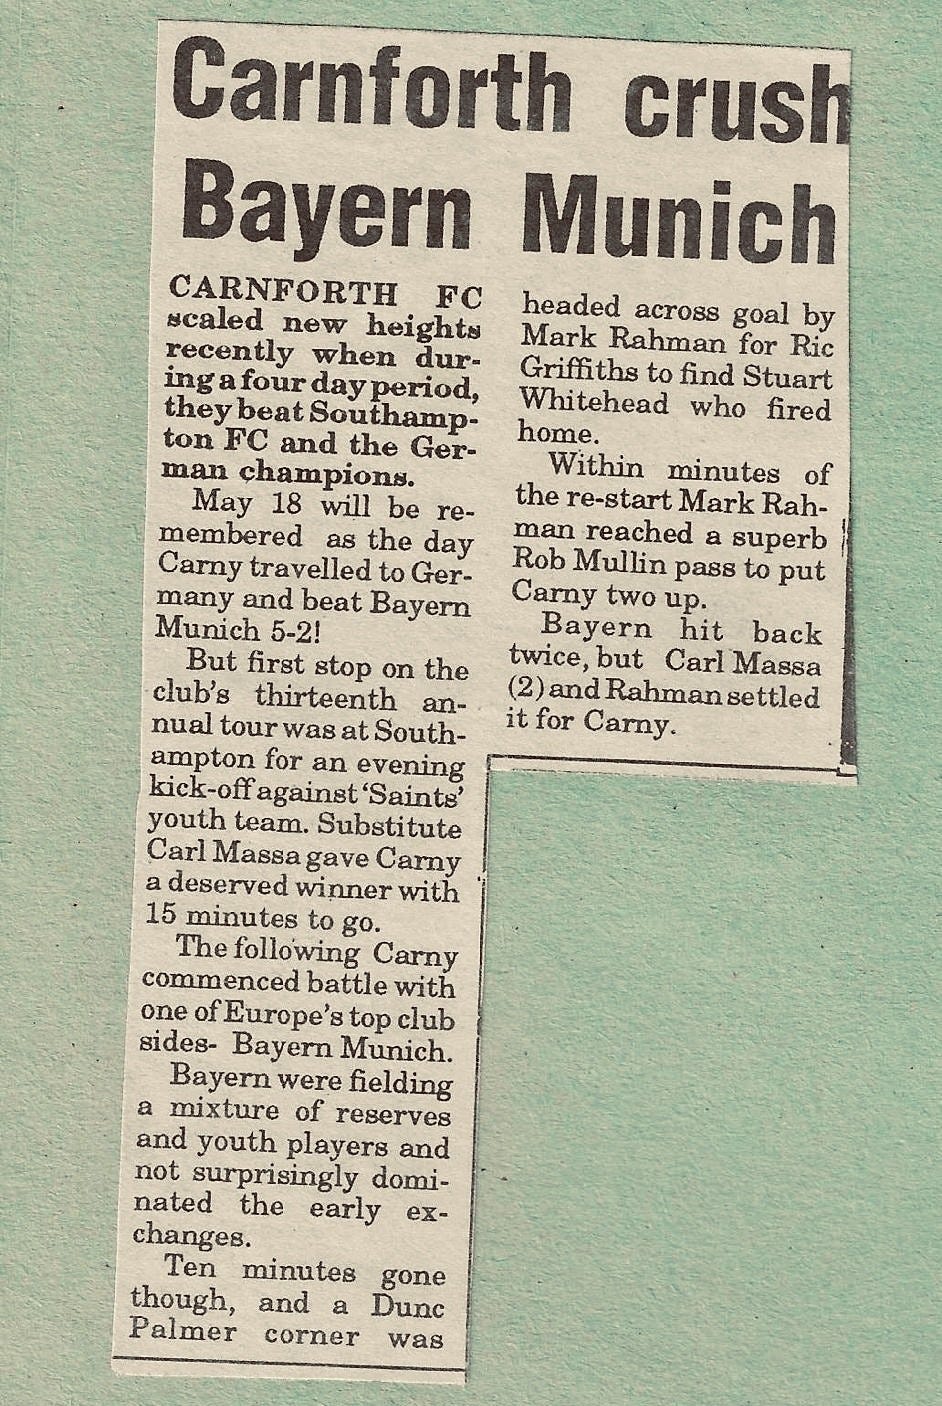 Carnforth crush
Bayern Munich
CARNFORTH FC
scaled new heights
recently when dur-
ing a four day period,
they beat Southamp-
ton FC and the Ger-
man champions.
May 18 will be re-
membered as the day
Carny travelled to Ger-
many and beat Bayern
Munich 5-2!
But first stop on the
club's thirteenth an-
nual tour was at South-
ampton for an evening
kick-off against 'Saints'
youth team. Substitute
Carl Massa gave Carny
a deserved winner with
15 minutes to go.
The following Carny
commenced battle with
one of Europe's top club
sides- Bayern Munich.
Bayern were fielding
a mixture of reserves
and youth players and
not surprisingly domi-
nated the early ex-
changes.
Ten minutes gone
though, and a Dunc
Palmer corner was
headed across goal by
Mark Rahman for Ric
Griffiths to find Stuart
Whitehead who fired
home.
Within minutes of
the re-start Mark Rah-
man reached a superb
Rob Mullin pass to put
Carny two up.
Bayern hit back
twice, but Carl Massa
(2) and Rahman settled
it for Carny.